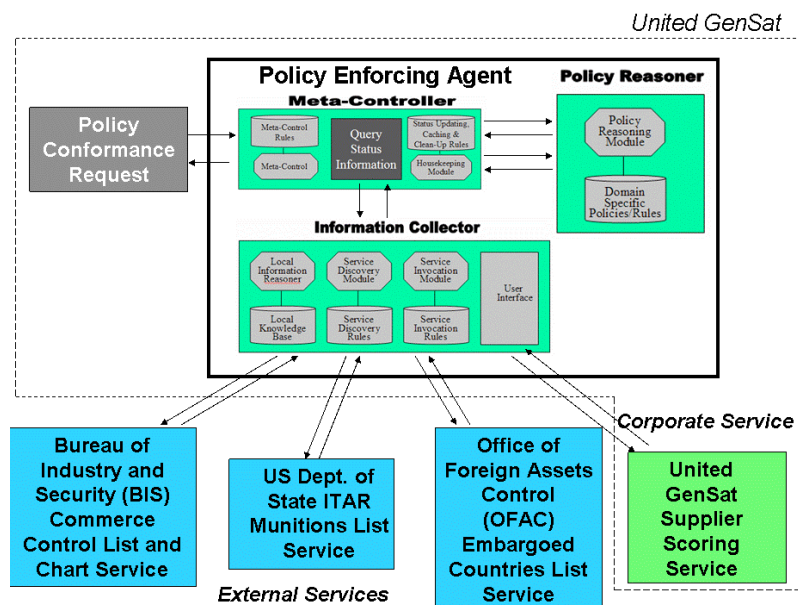 United GenSat
Policy Enforcing Agent
Policy Reasoner
Meta-Controller
Policy
Conformance
Request
Meta-Control
Rules
Meta-Control
Query
Status
Information
Status Updating,
Caching &
Clean-Up Rules
Housekeeping
Module
Policy
Reasoning
Module
Domain
Specific
Policies/Rules
Information Collector
Local
Information
Reasoner
Service
Discovery
Module
Service
Invocation
Module
User
Interface
Local
Knowledge
Base
Service
Discovery
Rules
Service
Invocation
Rules
Corporate Service
Bureau of
Industry and
Security (BIS)
Commerce
Control List and
Chart Service
US Dept. of
State ITAR
Munitions List
Service
Office of
Foreign Assets
Control
(OFAC)
Embargoed
Countries List
Service
United
GenSat
Supplier
Scoring
Service
External Services